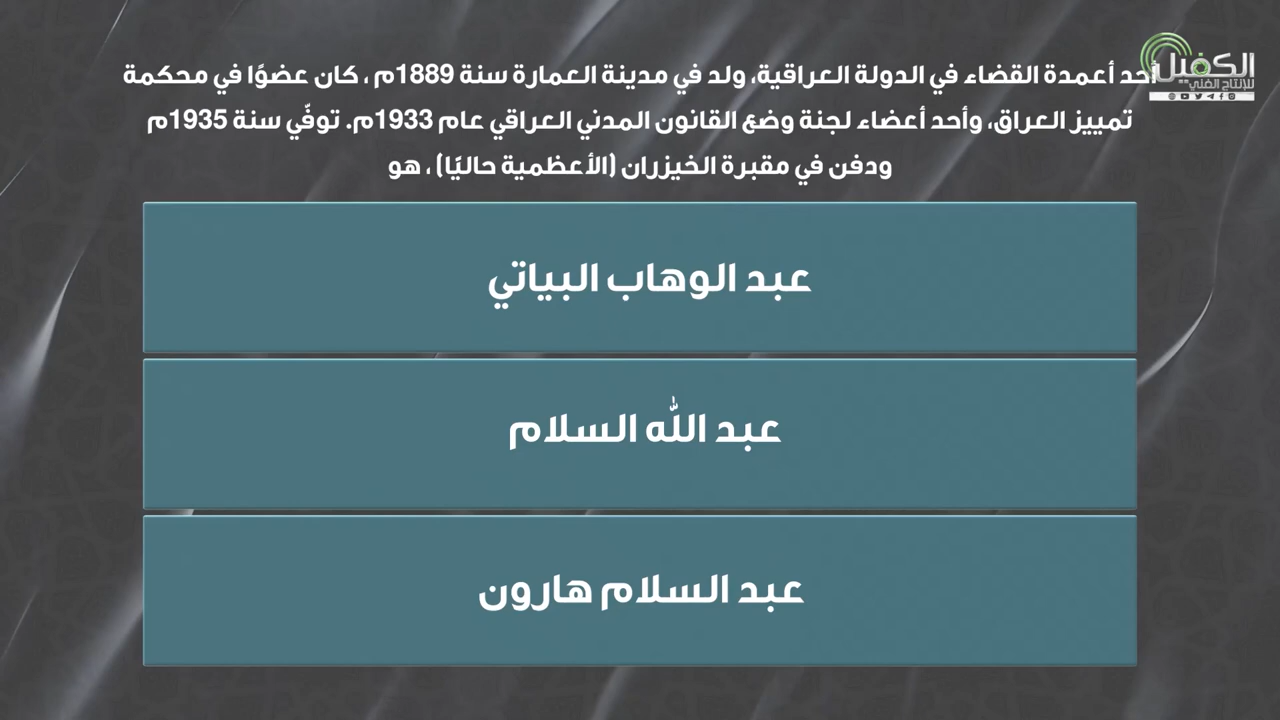 الكفيل
للإنتاج الفني
أحد أعمدة القضاء في الدولة العراقية، ولد في مدينة العمارة سنة 1889م ، كان عضوًا في محكمة
تمييز العراق، وأحد أعضاء لجنة وضع القانون المدني العراقي عام 1933م. توفّي سنة 1935م
ودفن في مقبرة الخيزران (الأعظمية حاليًا) ، هو
عبد الوهاب البياتي
عبد الله السلام
عبد السلام هارون